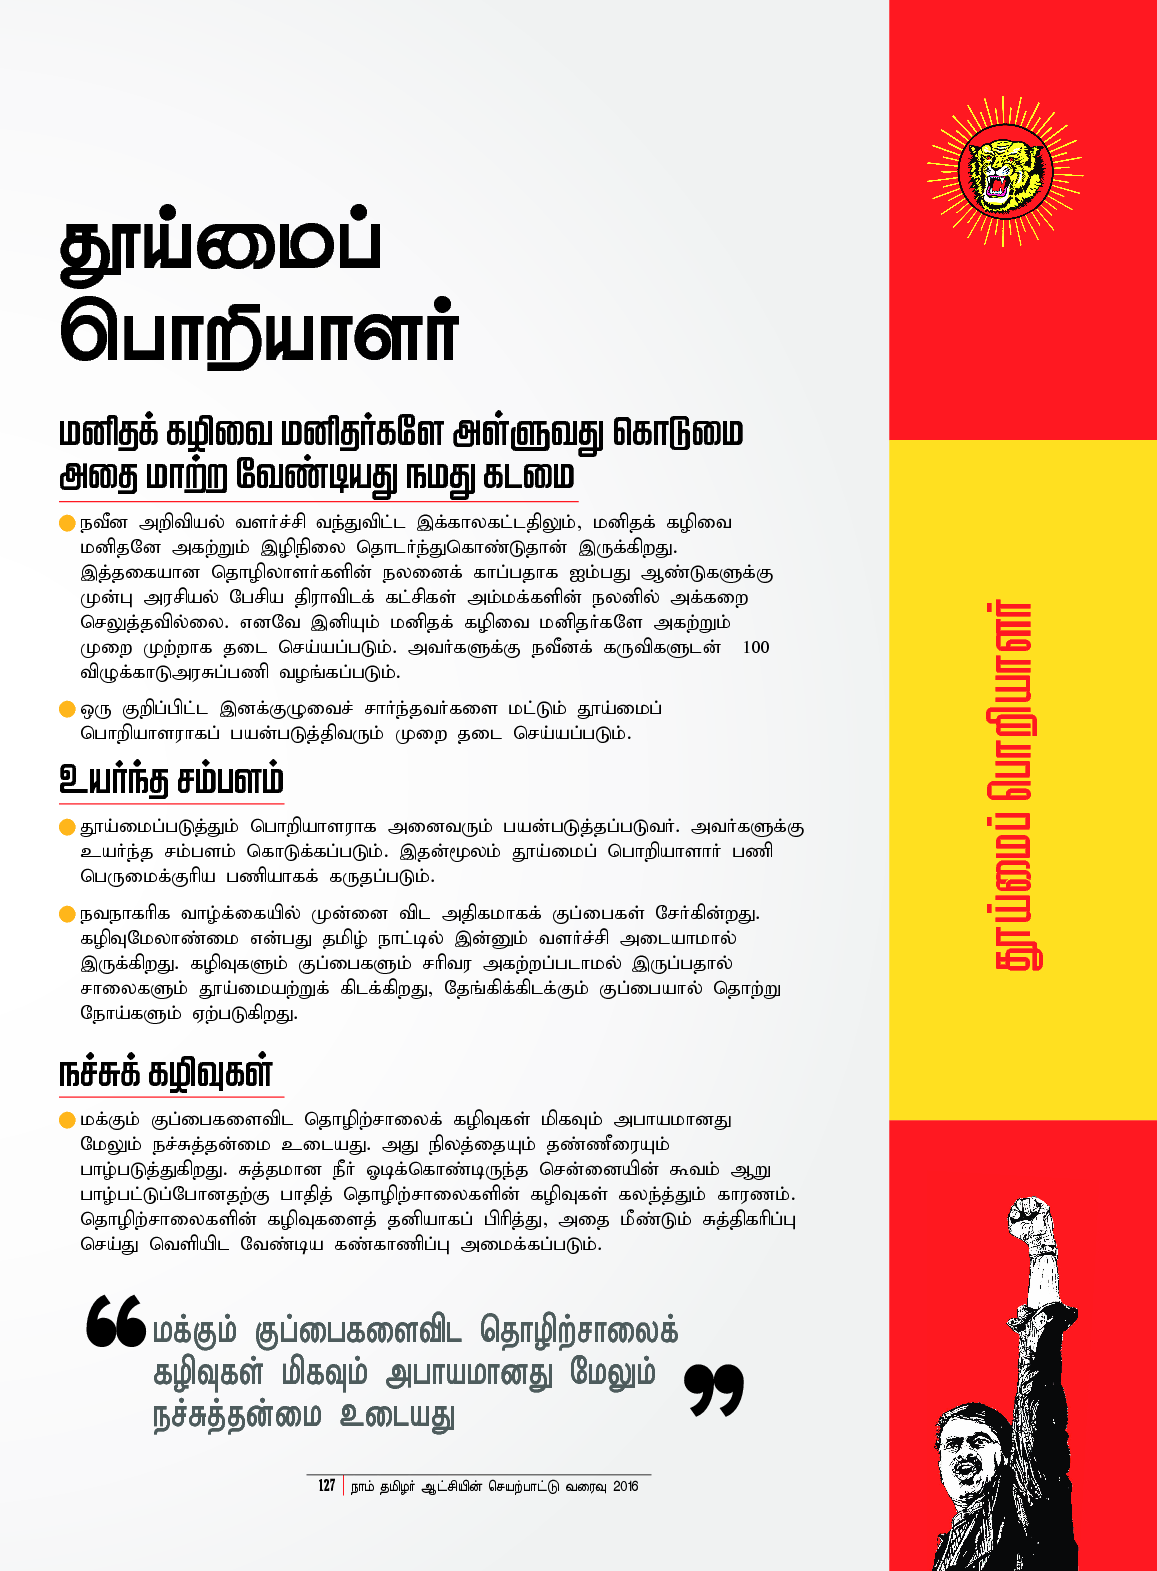 தூய்மைப்
பொறியாளர்
மனிதக் கழிவை மனிதர்களே அள்ளுவது கொடுமை
அதை மாற்ற வேண்டியது நமது கடமை
நவீன அறிவியல் வளர்ச்சி வந்துவிட்ட இக்காலகட்டதிலும், மனிதக் கழிவை
மனிதனே அகற்றும் இழிநிலை தொடர்ந்துகொண்டுதான் இருக்கிறது.
இத்தகையான தொழிலாளர்களின் நலனைக் காப்பதாக ஐம்பது ஆண்டுகளுக்கு
முன்பு அரசியல் பேசிய திராவிடக் கட்சிகள் அம்மக்களின் நலனில் அக்கறை
செலுத்தவில்லை. எனவே இனியும் மனிதக் கழிவை மனிதர்களே அகற்றும்
முறை முற்றாக தடை செய்யப்படும். அவர்களுக்கு நவீனக் கருவிகளுடன் 100
விழுக்காடுஅரசுப்பணி வழங்கப்படும்.
ஒரு குறிப்பிட்ட இனக்குழுவைச் சார்ந்தவர்களை மட்டும் தூய்மைப்
பொறியாளராகப் பயன்படுத்திவரும் முறை தடை செய்யப்படும்.
உயர்ந்த சம்பளம்
தூய்மைப்படுத்தும் பொறியாளராக அனைவரும் பயன்படுத்தப்படுவர். அவர்களுக்கு
உயர்ந்த சம்பளம் கொடுக்கப்படும். இதன்மூலம் தூய்மைப் பொறியாளார் பணி
பெருமைக்குரிய பணியாகக் கருதப்படும்.
நவநாகரிக வாழ்க்கையில் முன்னை விட அதிகமாகக் குப்பைகள் சேர்கின்றது.
கழிவுமேலாண்மை என்பது தமிழ் நாட்டில் இன்னும் வளர்ச்சி அடையாமால்
இருக்கிறது. கழிவுகளும் குப்பைகளும் சரிவர அகற்றப்படாமல் இருப்பதால்
சாலைகளும் தூய்மையற்றுக் கிடக்கிறது, தேங்கிக்கிடக்கும் குப்பையால் தொற்று
நோய்களும் ஏற்படுகிறது.
நச்சுக் கழிவுகள்
மக்கும் குப்பைகளைவிட தொழிற்சாலைக் கழிவுகள் மிகவும் அபாயமானது
மேலும் நச்சுத்தன்மை உடையது. அது நிலத்தையும் தண்ணீரையும்
பாழ்படுத்துகிறது. சுத்தமான நீர் ஓடிக்கொண்டிருந்த சென்னையின் கூவம் ஆறு
பாழ்பட்டுப்போனதற்கு பாதித் தொழிற்சாலைகளின் கழிவுகள் கலந்த்தும் காரணம்.
தொழிற்சாலைகளின் கழிவுகளைத் தனியாகப் பிரித்து, அதை மீண்டும் சுத்திகரிப்பு
செய்து வெளியிட வேண்டிய கண்காணிப்பு அமைக்கப்படும்.
“மக்கும் குப்பைகளைவிட தொழிற்சாலைக்
கழிவுகள் மிகவும் அபாயமானது மேலும்
நச்சுத்தன்மை உடையது”
127 நாம் தமிழர் ஆட்சியின் செயற்பாட்டு வரைவு 2016
தூய்மைப் பொறியாளர்